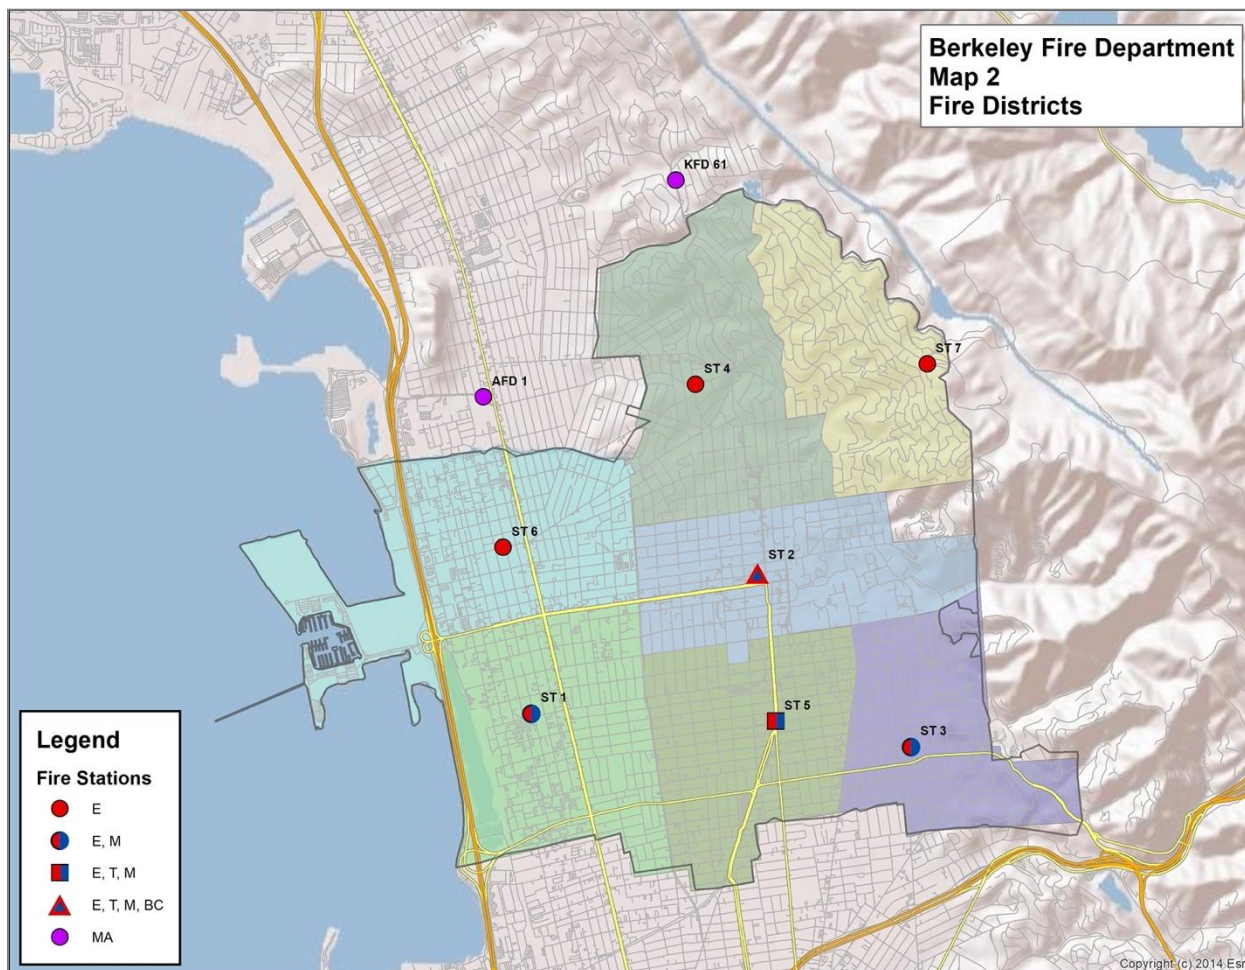 Berkeley Fire Department
Map 2
Fire Districts
KFD 61
ST 7
ST 4
AFD 1
ST 6
ST 2
ST 1
ST 5
ST 3
Legend
Fire Stations
E
E, M
E, T, M
E, T, M, BC
MA
Copyright (c) 2014 Esr